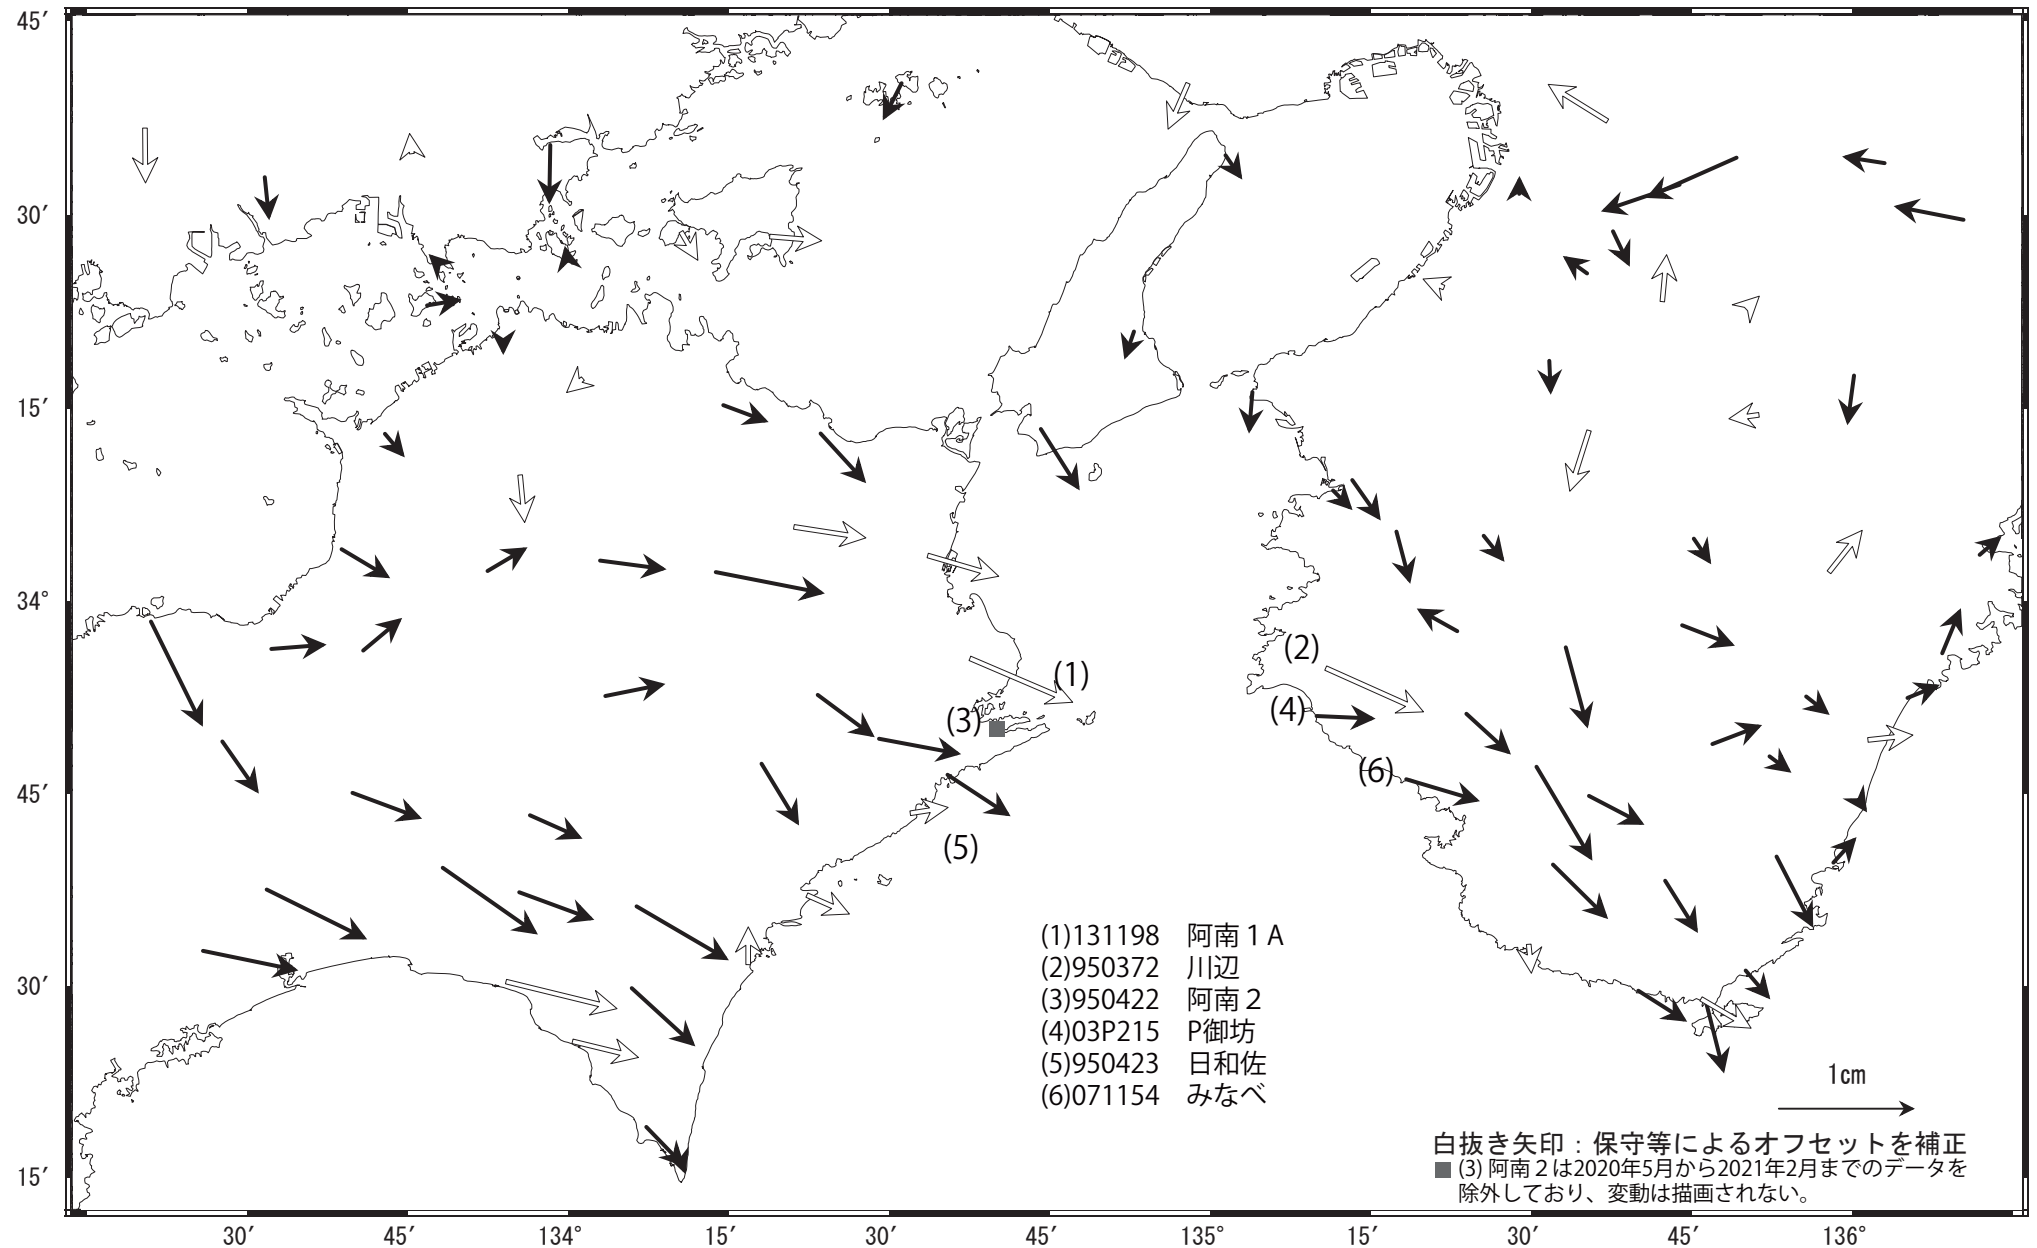 45′
30′
15′
34°
45′
30′
15′
(1)
(2)
(3)
(4)
(5)
(6)
(1)131198 阿南１A
(2)950372 川辺
(3)950422 阿南２
(4)03P215 P御坊
(5)950423 日和佐
(6)071154 みなべ
1cm
白抜き矢印：保守等によるオフセットを補正
■(3) 阿南２は2020年5月から2021年2月までのデータを
除外しており、変動は描画されない。
30′ 45′ 134° 15′ 30′ 45′ 135° 15′ 30′ 45′ 136°